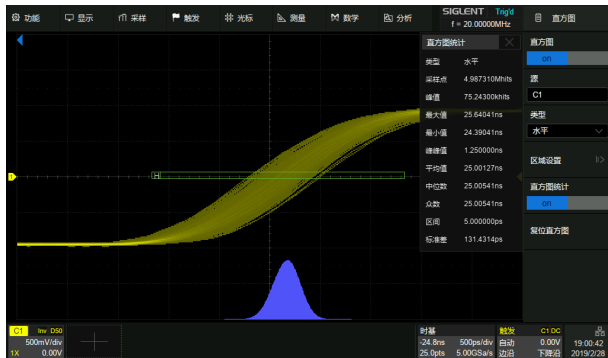 功能 显示 采样 触发 光标 测量 数学 分析
SIGLENT Trig'd
f = 20.00000MHz
直方图
直方图统计
类型 水平
采样点 4.987310Mhits
峰值 75.24300khits
最大值 25.64041ns
最小值 24.39041ns
峰峰值 1.250000ns
平均值 25.00127ns
中位数 25.00541ns
众数 25.00541ns
区间 5.000000ps
标准差 131.4314ps
直方图
on
源
C1
类型
水平
区域设置
直方图统计
on
复位直方图
1
H
C1 Inv D50
500mV/div
1X 0.00V
时基
-24.8ns 500ps/div
25.0pts 5.00GSa/s
触发 C1 DC
自动 0.00V
边沿 下降沿
19:00:42
2019/2/28